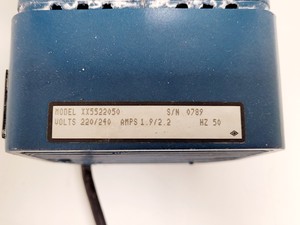 MODEL XX5522050 S/N 0789
VOLTS 220/240 AMPS 1.9/2.2 HZ 50